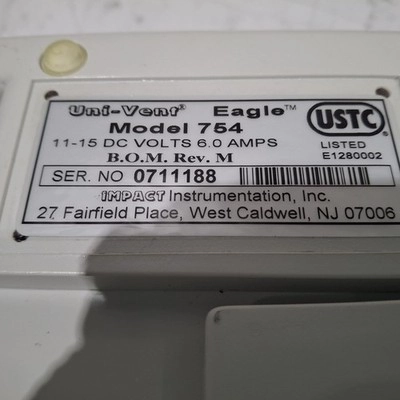 Uni-Vent® Eagle™
Model 754
11-15 DC VOLTS 6.0 AMPS
B.O.M. Rev. M
USTC
LISTED
E1280002
SER. NO 0711188
IMPACT Instrumentation, Inc.
27 Fairfield Place, West Caldwell, NJ 07006